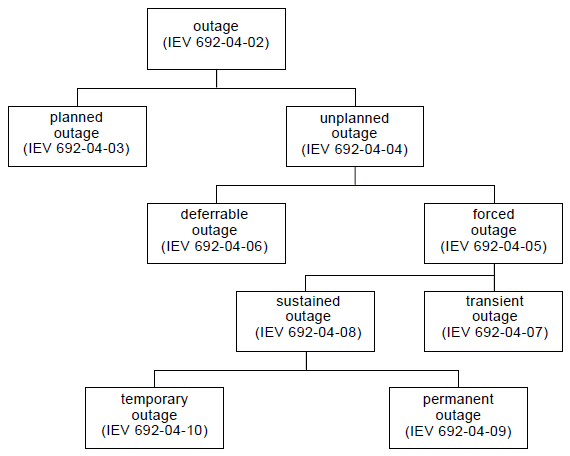 outage
(IEV 692-04-02)
planned
outage
(IEV 692-04-03)
unplanned
outage
(IEV 692-04-04)
deferrable
outage
(IEV 692-04-06)
forced
outage
(IEV 692-04-05)
sustained
outage
(IEV 692-04-08)
transient
outage
(IEV 692-04-07)
temporary
outage
(IEV 692-04-10)
permanent
outage
(IEV 692-04-09)